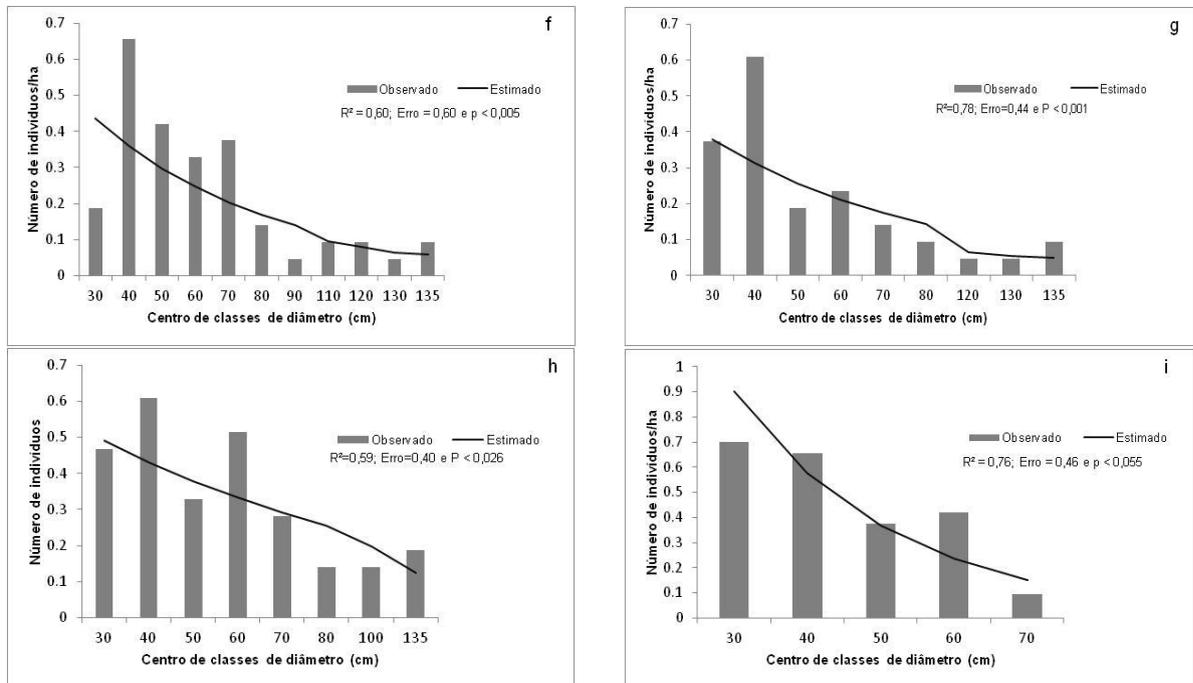 f
0.7
0.6
0.5
0.4
0.3
0.2
0.1
0
Número de individuos/ha
Observado Estimado
R² = 0,60; Erro = 0,60 e p < 0,005
30 40 50 60 70 80 90 110 120 130 135
Centro de classes de diâmetro (cm)
g
0.7
0.6
0.5
0.4
0.3
0.2
0.1
0
Número de individuos/ha
Observado Estimado
R²=0,78; Erro=0,44 e P < 0,001
30 40 50 60 70 80 120 130 135
Centro de classes de diâmetro (cm)
h
0.7
0.6
0.5
0.4
0.3
0.2
0.1
0
Número de individuos
Observado Estimado
R²=0,59; Erro=0,40 e P < 0,026
30 40 50 60 70 80 100 135
Centro de classes de diâmetro (cm)
i
1
0.9
0.8
0.7
0.6
0.5
0.4
0.3
0.2
0.1
0
Número de individuos/ha
Observado Estimado
R² = 0,76; Erro = 0,46 e p < 0,055
30 40 50 60 70
Centro de classes de diâmetro (cm)